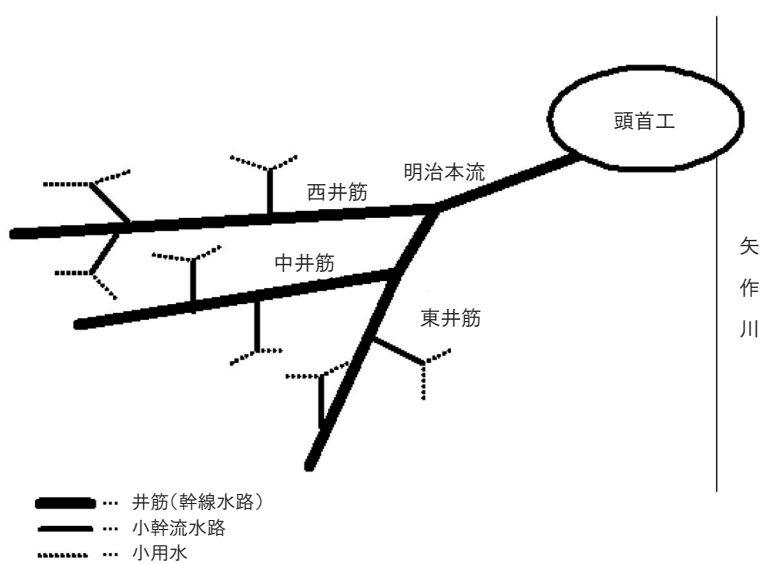 頭首工
明治本流
西井筋
中井筋
東井筋
矢作川
… 井筋(幹線水路)
… 小幹流水路
… 小用水